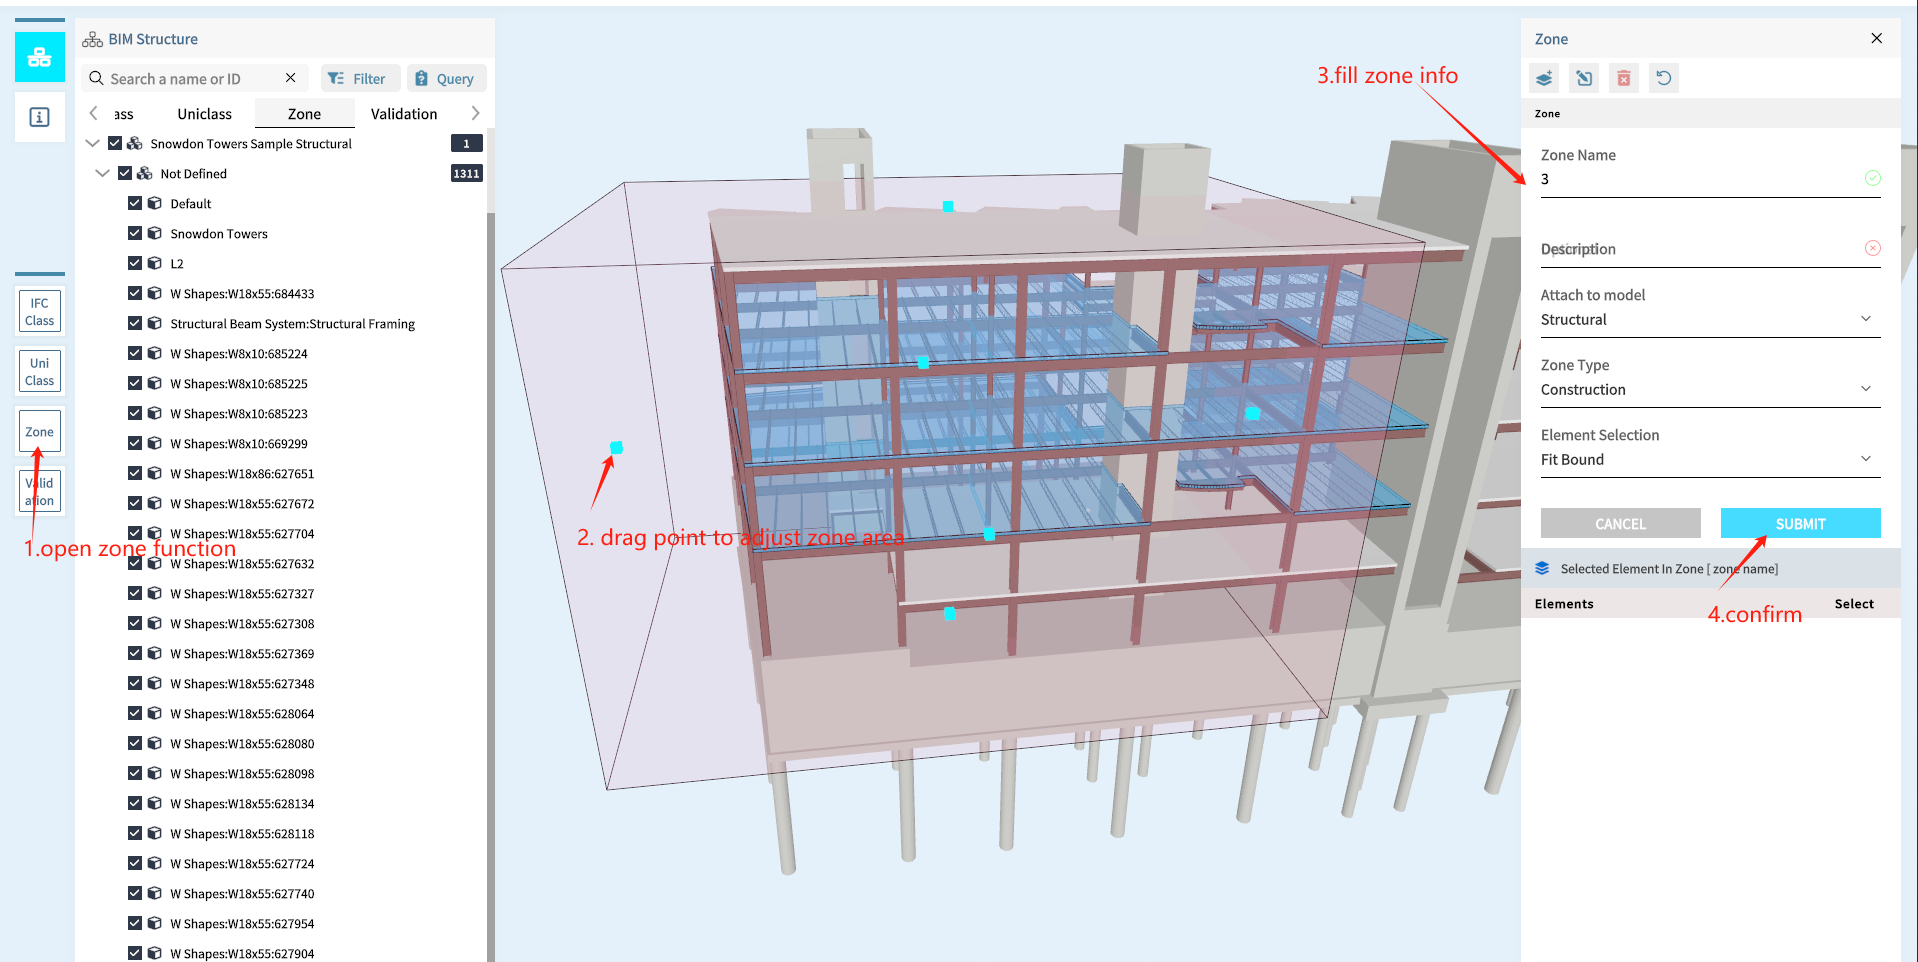 BIM Structure
Search a name or ID
Filter
Query
ass
Uniclass
Zone
Validation
Snowdon Towers Sample Structural
1
Not Defined
1311
Default
Snowdon Towers
L2
W Shapes:W18x55:684433
Structural Beam System:Structural Framing
W Shapes:W8x10:685224
W Shapes:W8x10:685225
W Shapes:W8x10:685223
W Shapes:W8x10:669299
W Shapes:W18x86:627651
W Shapes:W18x55:627672
W Shapes:W18x55:627704
W Shapes:W18x55:627632
W Shapes:W18x55:627327
W Shapes:W18x55:627308
W Shapes:W18x55:627369
W Shapes:W18x55:627348
W Shapes:W18x55:628064
W Shapes:W18x55:628080
W Shapes:W18x55:628098
W Shapes:W18x55:628134
W Shapes:W18x55:628118
W Shapes:W18x55:627724
W Shapes:W18x55:627740
W Shapes:W18x55:627954
W Shapes:W18x55:627904
IFC
Class
Uni
Class
Zone
Valid
ation
1.open zone function
2. drag point to adjust zone area
3.fill zone info
4.confirm
Zone
Zone
Zone Name
3
Description
Attach to model
Structural
Zone Type
Construction
Element Selection
Fit Bound
CANCEL
SUBMIT
Selected Element In Zone [ zone name]
Elements
Select